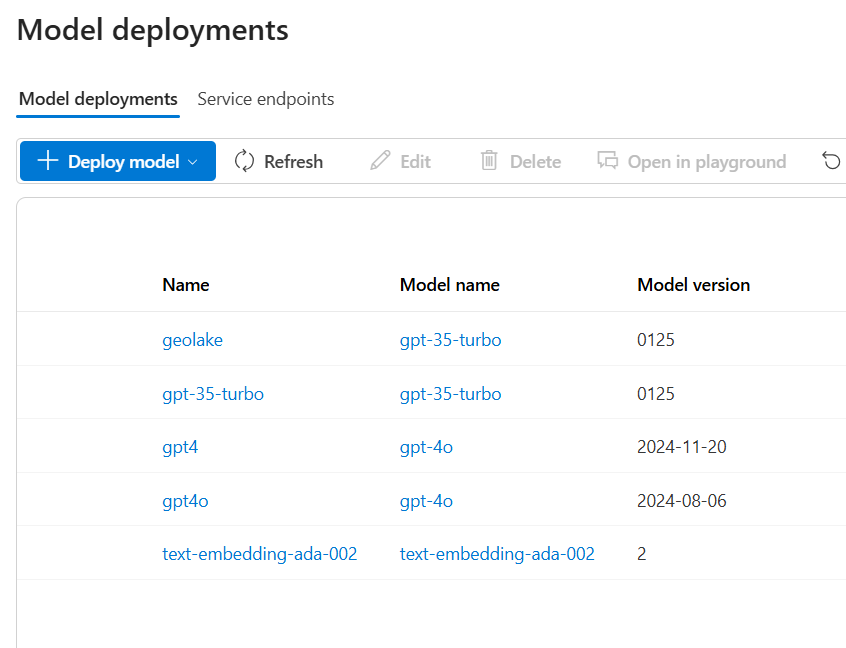 Model deployments
Model deployments Service endpoints
Deploy model Refresh Edit Delete Open in playground
Name Model name Model version
geolake gpt-35-turbo 0125
gpt-35-turbo gpt-35-turbo 0125
gpt4 gpt-4o 2024-11-20
gpt4o gpt-4o 2024-08-06
text-embedding-ada-002 text-embedding-ada-002 2